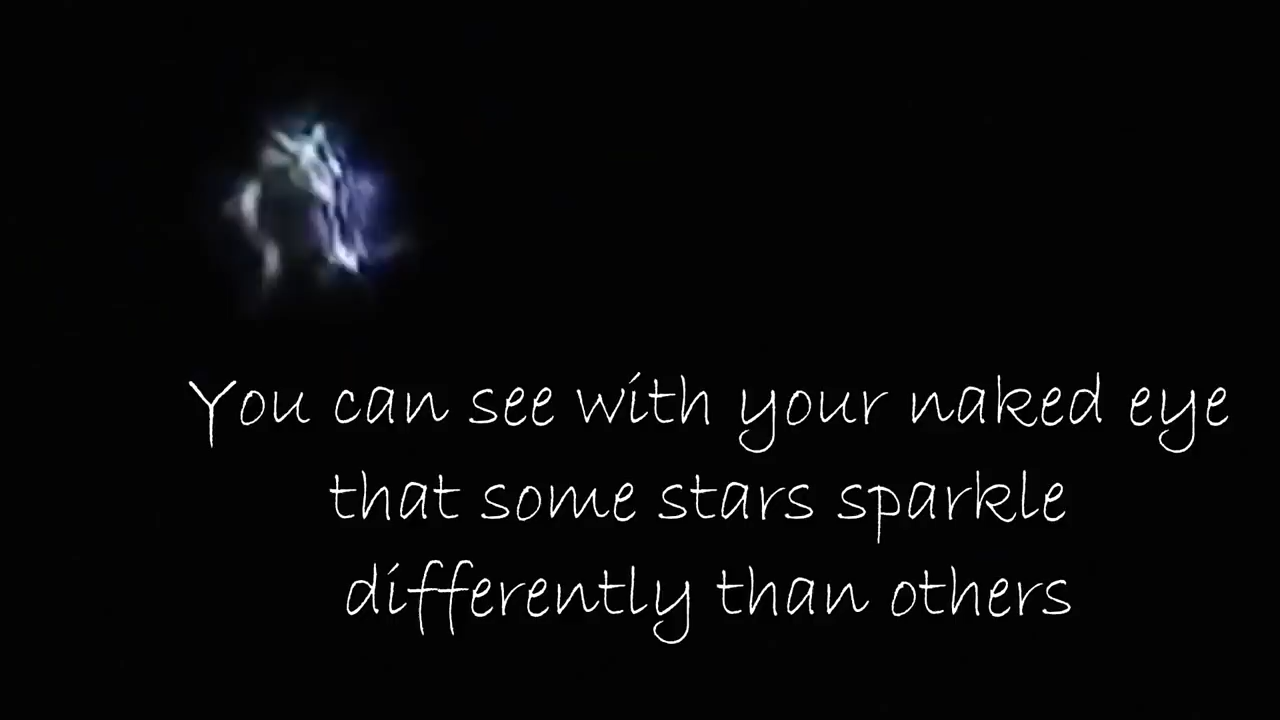 You can see with your naked eye
that some stars sparkle
differently than others